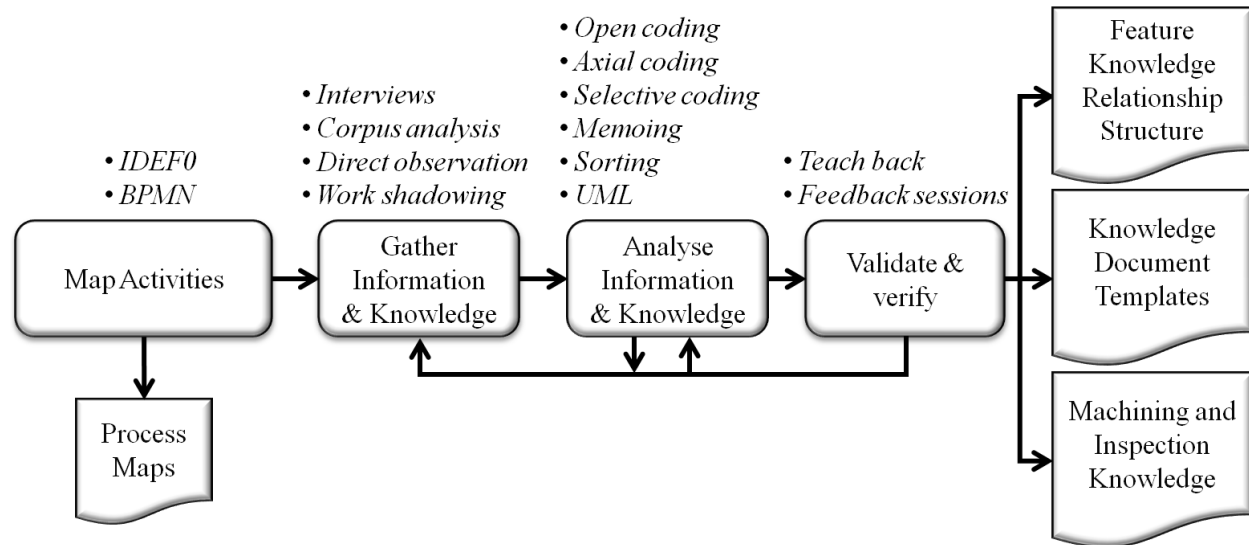 • IDEF0
• BPMN
Map Activities
Process
Maps
• Interviews
• Corpus analysis
• Direct observation
• Work shadowing
Gather
Information
& Knowledge
• Open coding
• Axial coding
• Selective coding
• Memoing
• Sorting
• UML
Analyse
Information
& Knowledge
• Teach back
• Feedback sessions
Validate &
verify
Feature
Knowledge
Relationship
Structure
Knowledge
Document
Templates
Machining and
Inspection
Knowledge